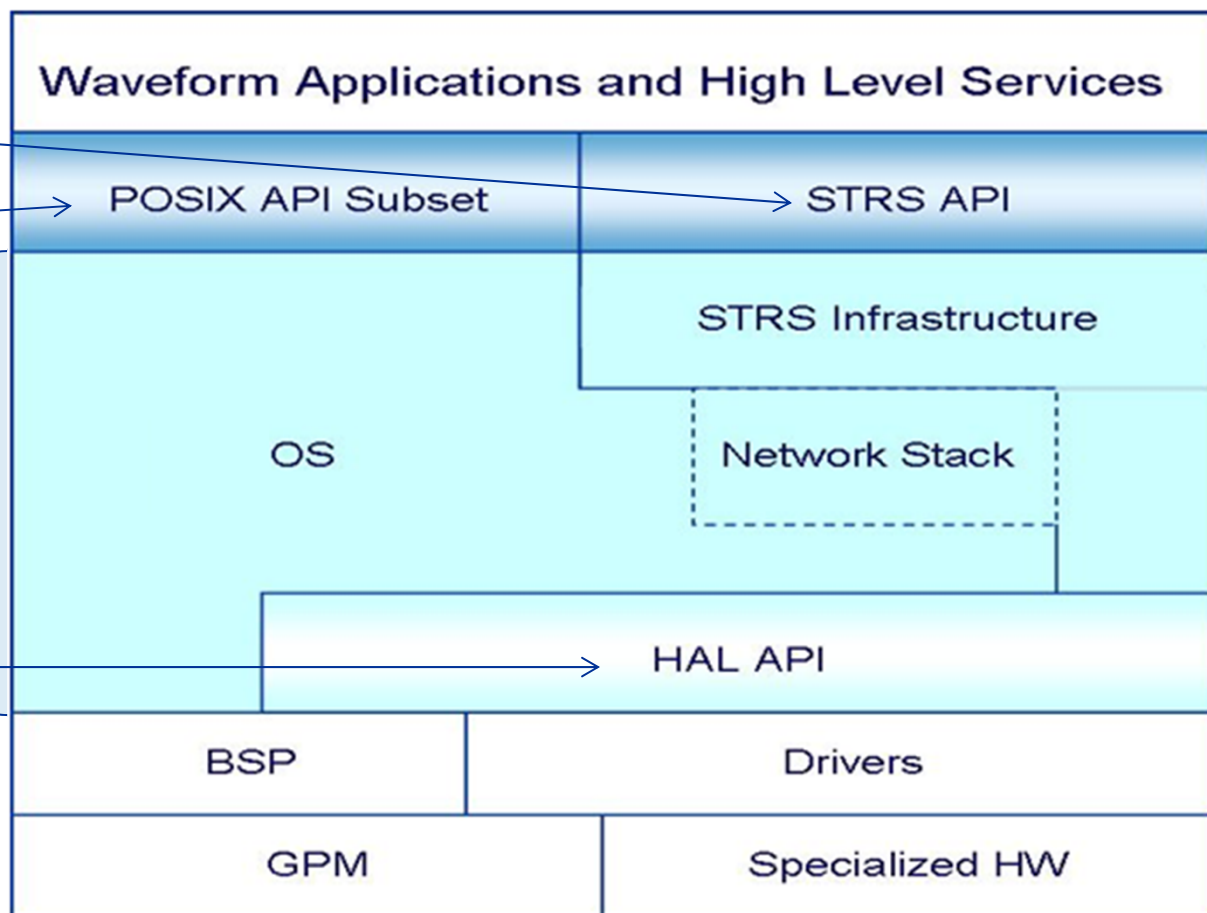 Waveform Applications and High Level Services
POSIX API Subset
STRS API
STRS Infrastructure
OS
Network Stack
HAL API
BSP
Drivers
GPM
Specialized HW